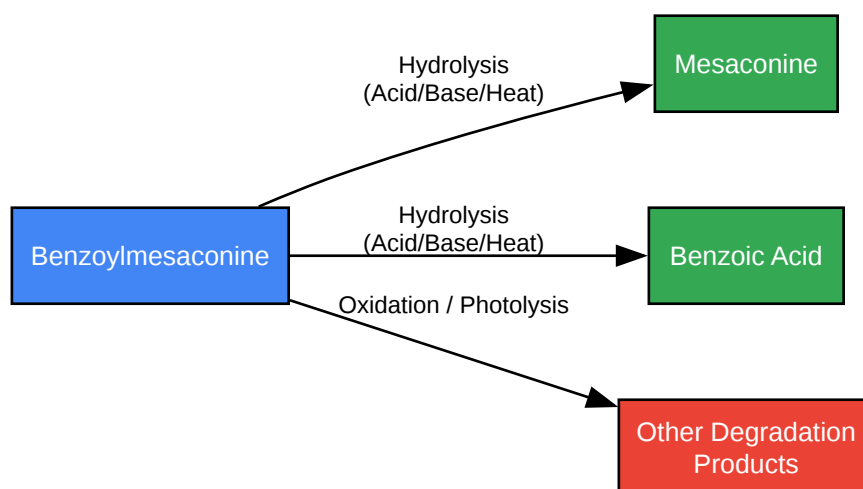 Mesaconine
Hydrolysis
(Acid/Base/Heat)
Benzoylmesaconine
Hydrolysis
(Acid/Base/Heat)
Benzoic Acid
Oxidation / Photolysis
Other Degradation
Products